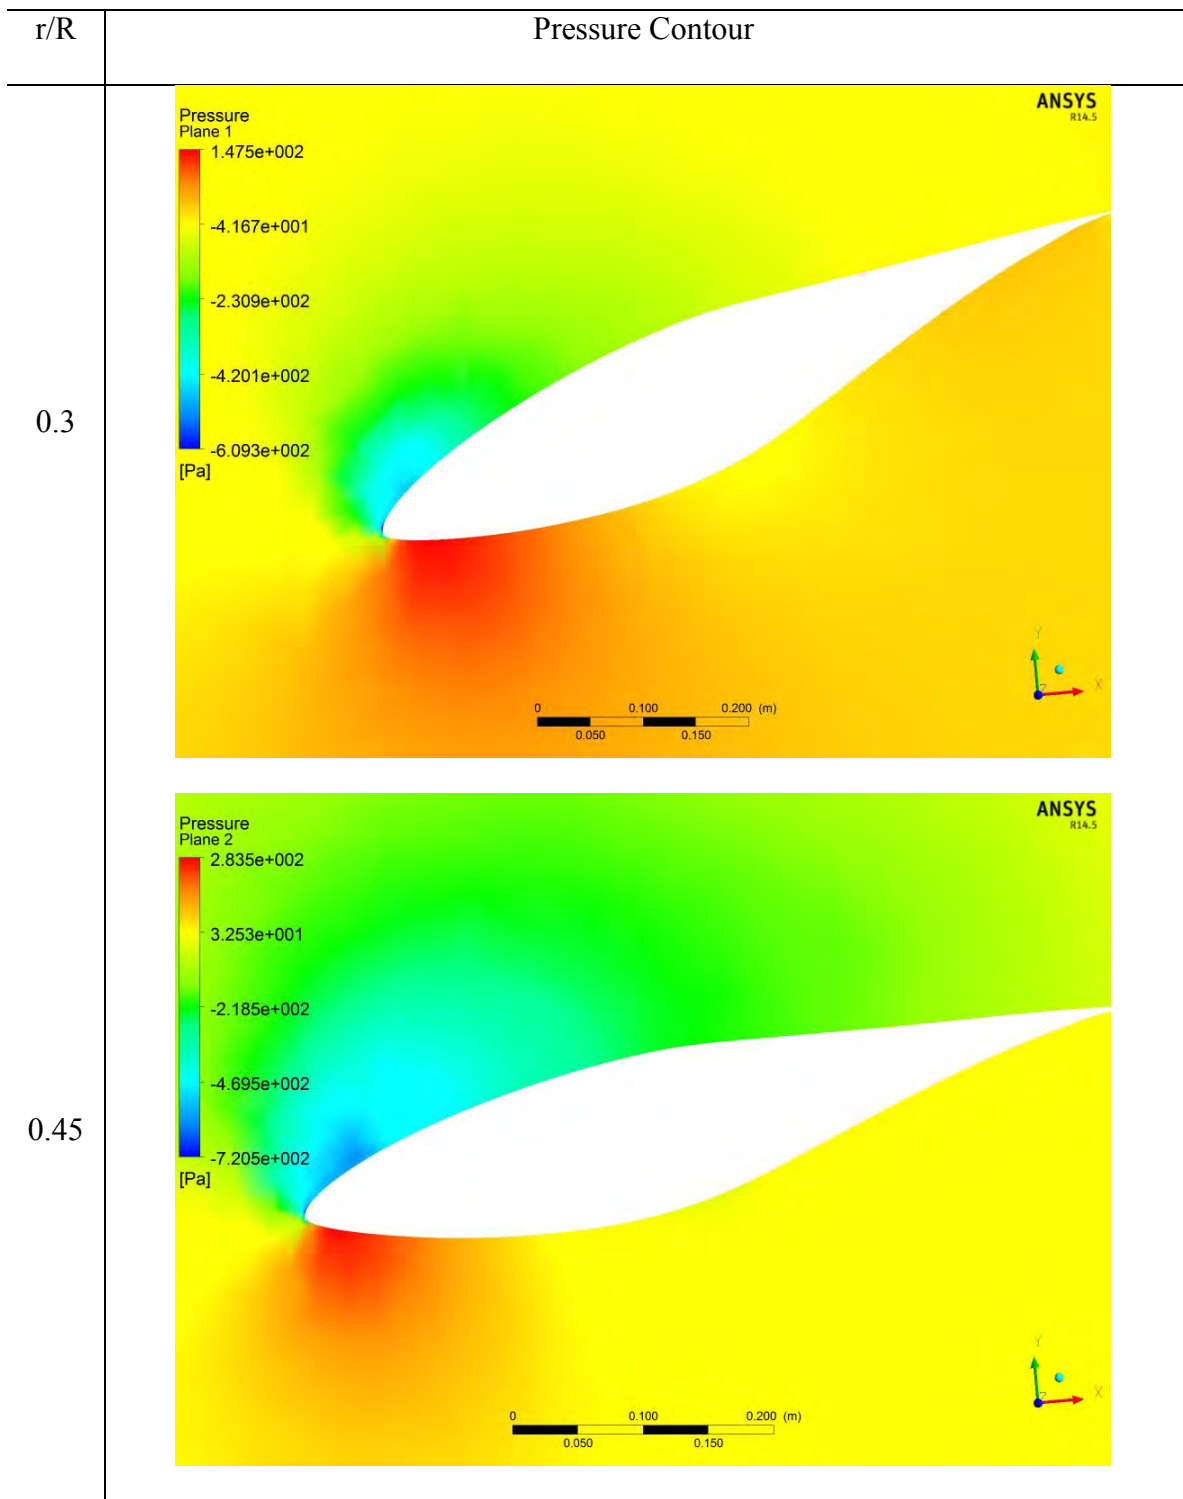 r/R Pressure Contour
0.3
Pressure
Plane 1
1.475e+002
-4.167e+001
-2.309e+002
-4.201e+002
-6.093e+002
[Pa]
ANSYS
R14.5
Y
Z X
0 0.100 0.200 (m)
0.050 0.150
0.45
Pressure
Plane 2
2.835e+002
3.253e+001
-2.185e+002
-4.695e+002
-7.205e+002
[Pa]
ANSYS
R14.5
Y
Z X
0 0.100 0.200 (m)
0.050 0.150